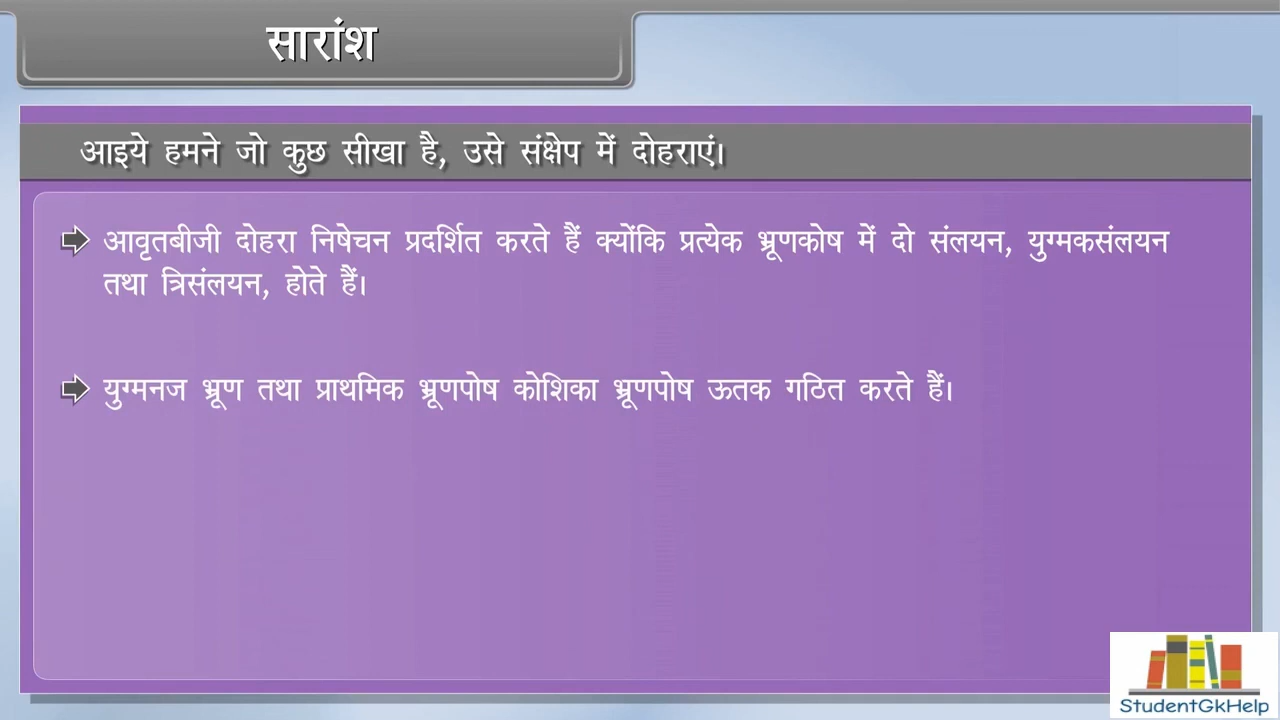 सारांश
आइये हमने जो कुछ सीखा है, उसे संक्षेप में दोहराएं।
आवृतबीजी दोहरा निषेचन प्रदर्शित करते हैं क्योंकि प्रत्येक भ्रूणकोष में दो संलयन, युग्मकसंलयन
तथा त्रिसंलयन, होते हैं।
युग्मनज भ्रूण तथा प्राथमिक भ्रूणपोष कोशिका भ्रूणपोष ऊतक गठित करते हैं।
StudentGkHelp